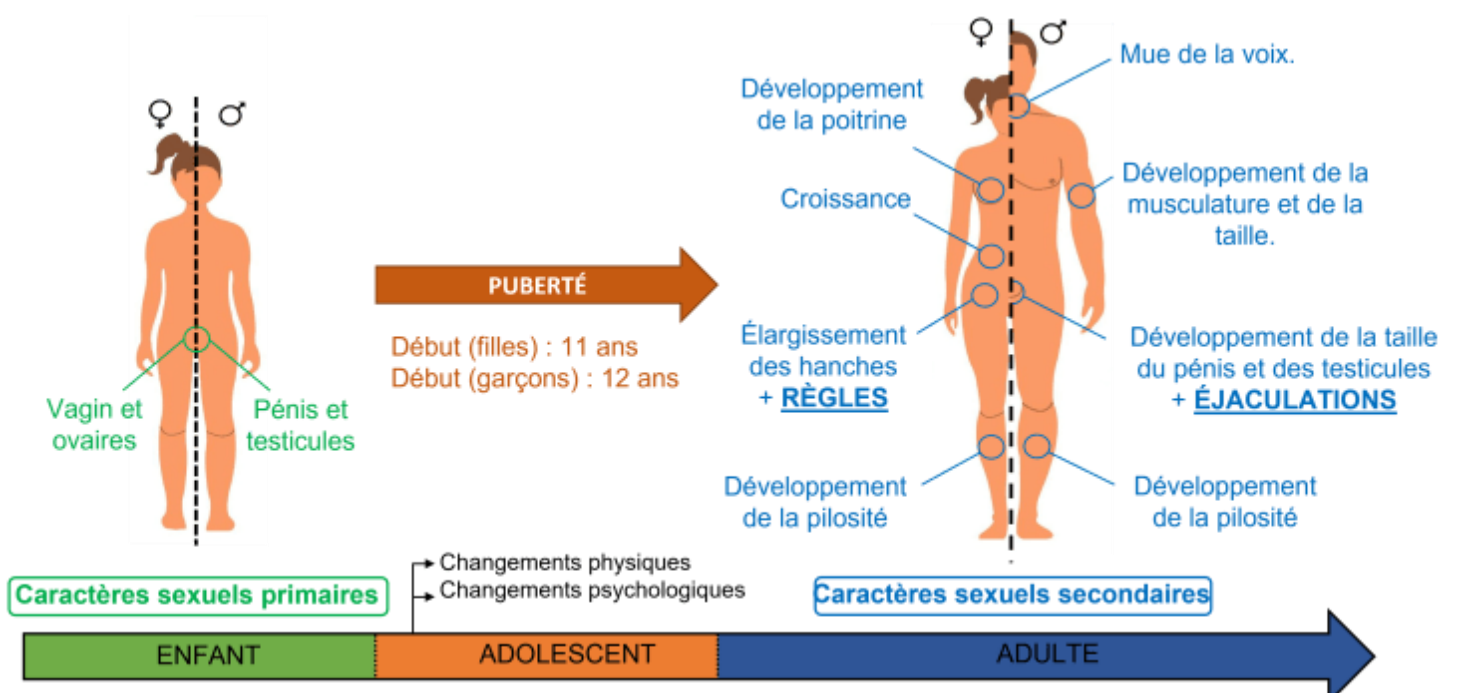 ♀ ♂
Vagin et
ovaires
Pénis et
testicules
PUBERTÉ
Début (filles) : 11 ans
Début (garçons) : 12 ans
♀ ♂
Développement
de la poitrine
Croissance
Élargissement
des hanches
+ RÈGLES
Développement
de la pilosité
Mue de la voix.
Développement de la
musculature et de la
taille.
Développement de la taille
du pénis et des testicules
+ ÉJACULATIONS
Développement
de la pilosité
Caractères sexuels primaires
Changements physiques
Changements psychologiques
Caractères sexuels secondaires
ENFANT
ADOLESCENT
ADULTE